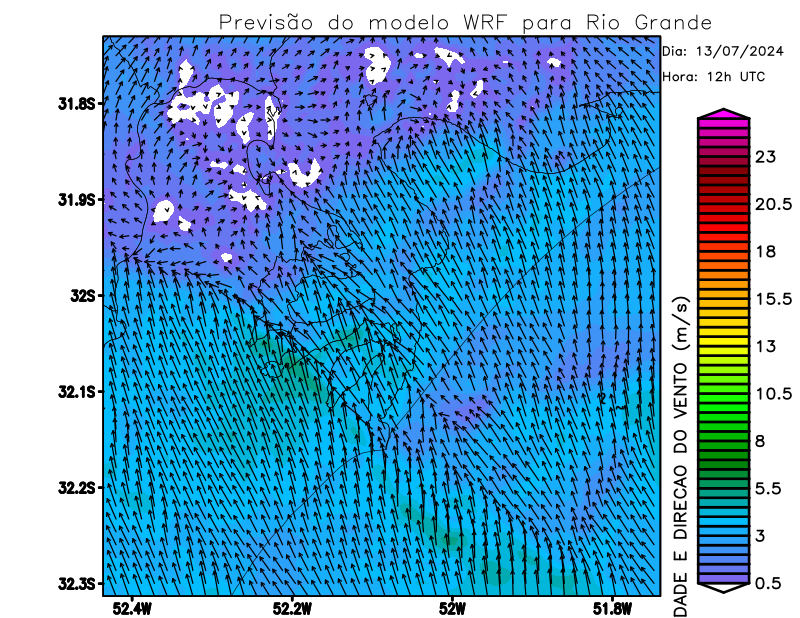 Previsão do modelo WRF para Rio Grande
Dia: 13/07/2024
Hora: 12h UTC
31.8S
31.9S
32S
32.1S
32.2S
32.3S
52.4W
52.2W
52W
51.8W
DADE E DIRECAO DO VENTO (m/s)
23
20.5
18
15.5
13
10.5
8
5.5
3
0.5